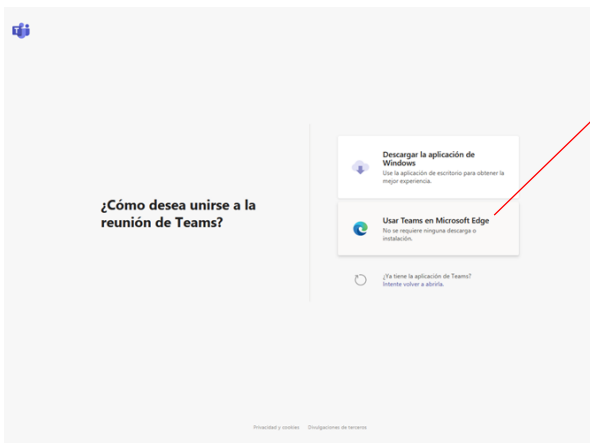 ¿Cómo desea unirse a la
reunión de Teams?
Descargar la aplicación de
Windows
Use la aplicación de escritorio para obtener la
mejor experiencia.
Usar Teams en Microsoft Edge
No se requiere ninguna descarga o
instalación.
¿Ya tiene la aplicación de Teams?
Intente volver a abrirla.
Privacidad y cookies Divulgaciones de terceros